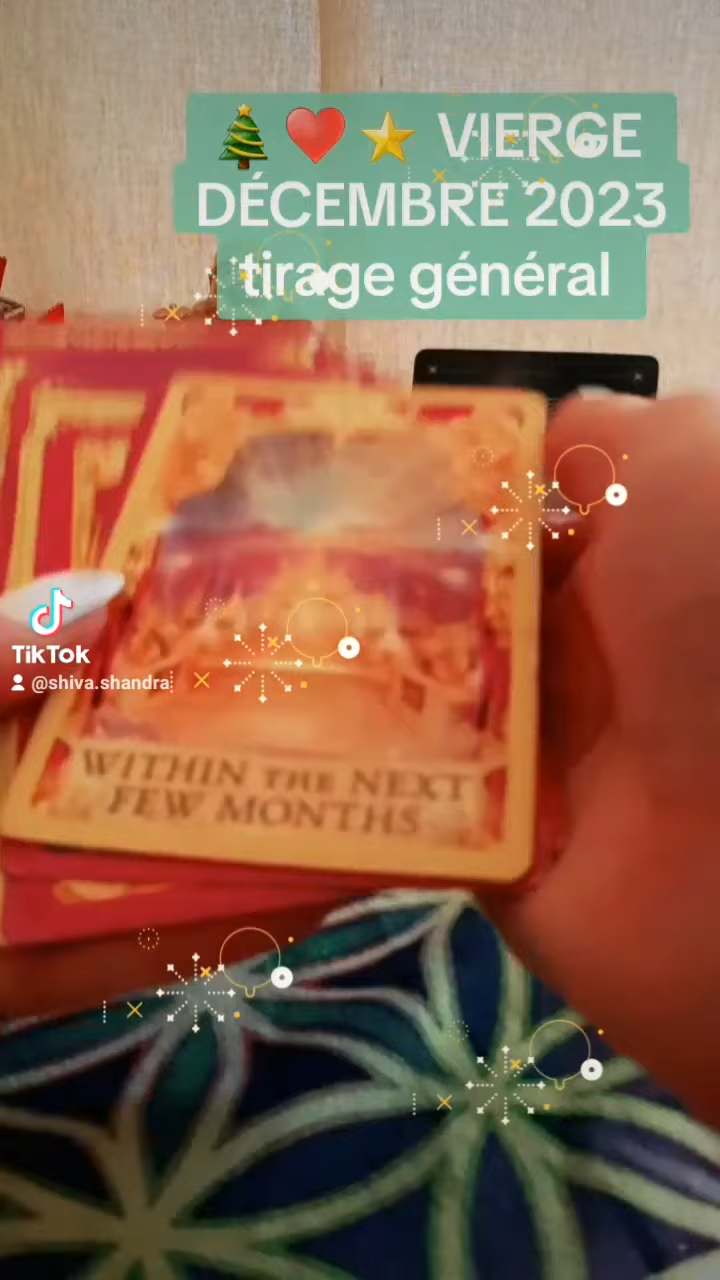 🎄 ❤️ ⭐ VIERGE
DÉCEMBRE 2023
tirage général
TikTok
@shiva.shandra
WITHIN THE NEXT
FEW MONTHS